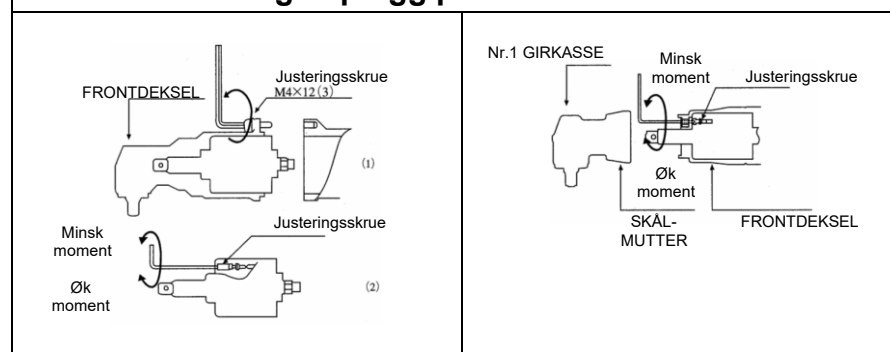 FRONTDEKSEL
Justeringsskrue
M4×12(3)
(1)
Minsk
moment
Justeringsskrue
Øk
moment
(2)
Nr.1 GIRKASSE
Minsk
moment
Justeringsskrue
Øk
moment
SKÅL-
MUTTER
FRONTDEKSEL